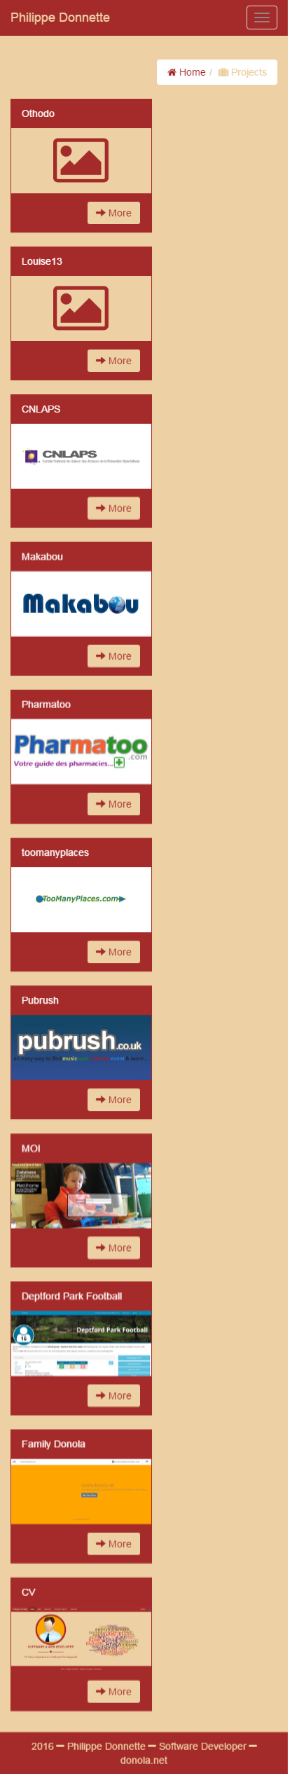 Philippe Donnette
Home / Projects
Othodo
More
Louise13
More
CNLAPS
CNLAPS
More
Makabou
Makabou
More
Pharmatoo
Pharmatoo
.com
Votre guide des pharmacies...
More
toomanyplaces
TooManyPlaces.com
More
Pubrush
pubrush.co.uk
More
MOI
More
Deptford Park Football
Deptford Park Football
More
Family Donola
More
CV
More
2016 ━ Philippe Donnette ━ Software Developer ━
donola.net